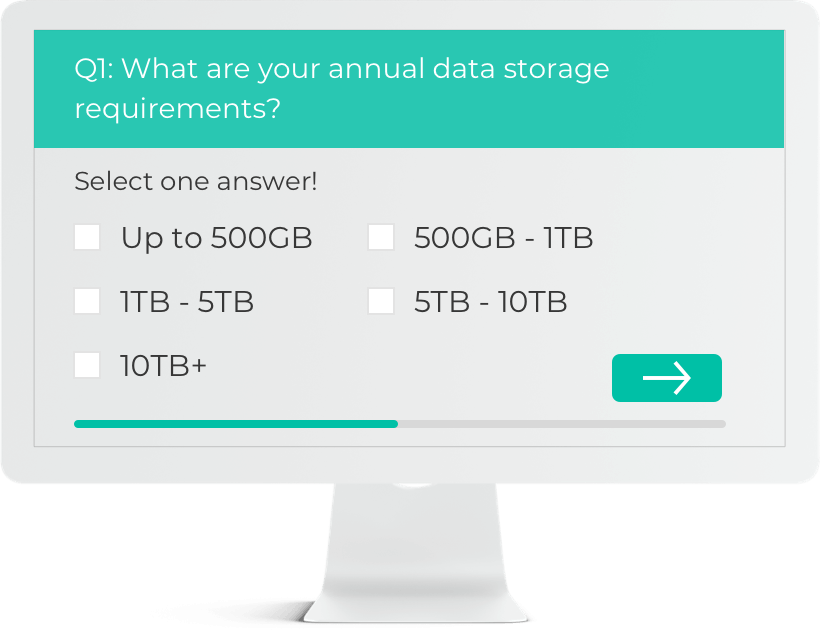 Q1: What are your annual data storage
requirements?
Select one answer!
Up to 500GB
500GB - 1TB
1TB - 5TB
5TB - 10TB
10TB+